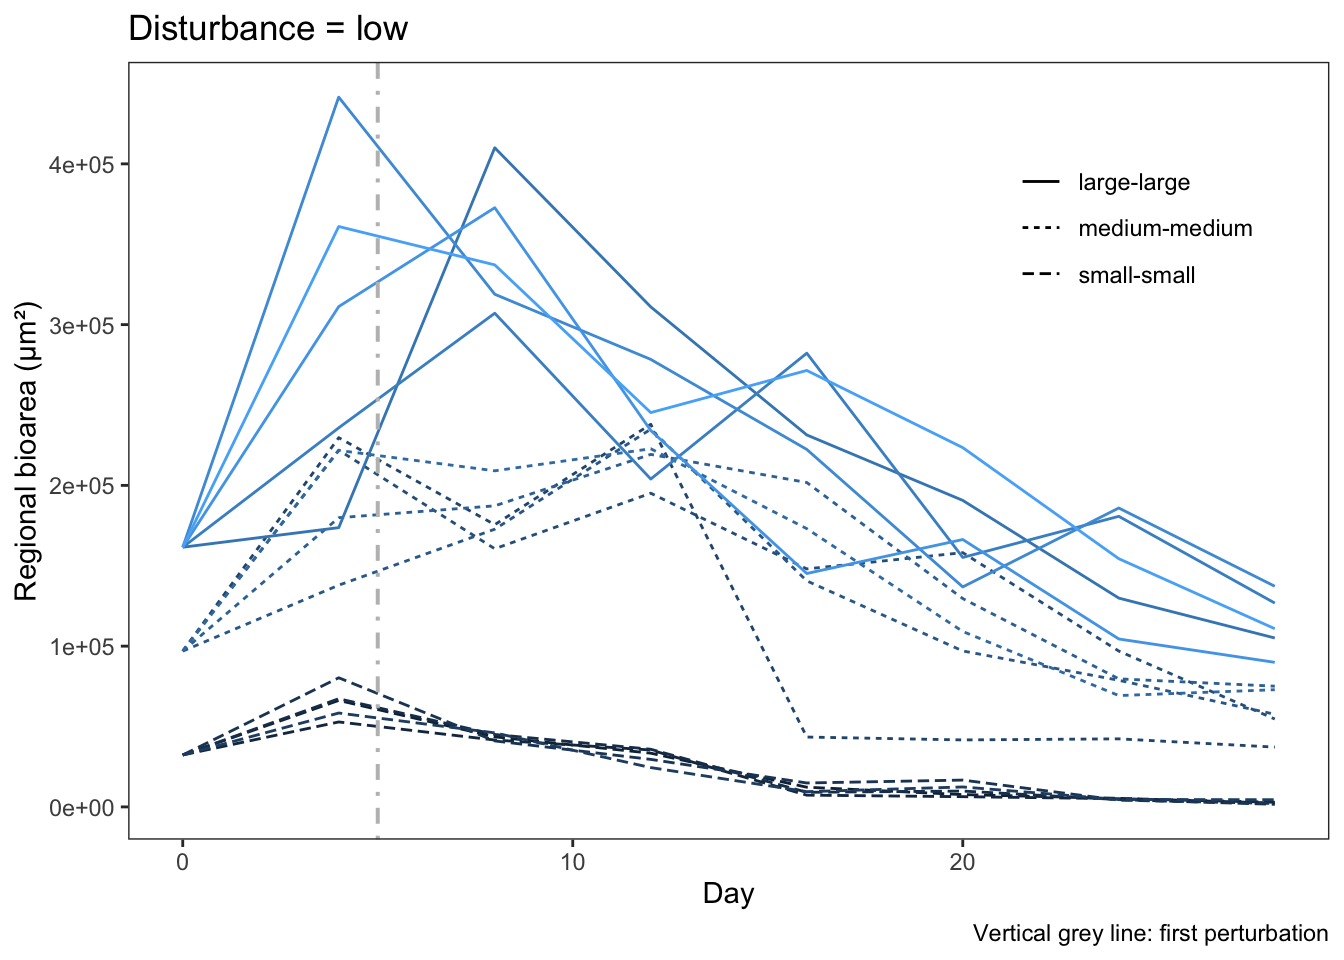 Disturbance = low
Regional bioarea (µm²)
4e+05
3e+05
2e+05
1e+05
0e+00
large-large
medium-medium
small-small
0
10
20
Day
Vertical grey line: first perturbation